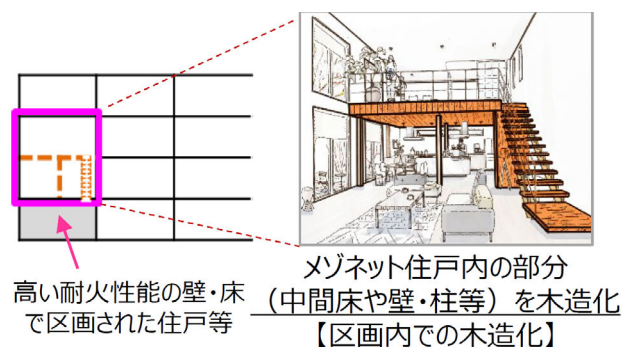 高い耐火性能の壁・床
で区画された住戸等
メゾネット住戸内の部分
（中間床や壁・柱等）を木造化
【区画内での木造化】